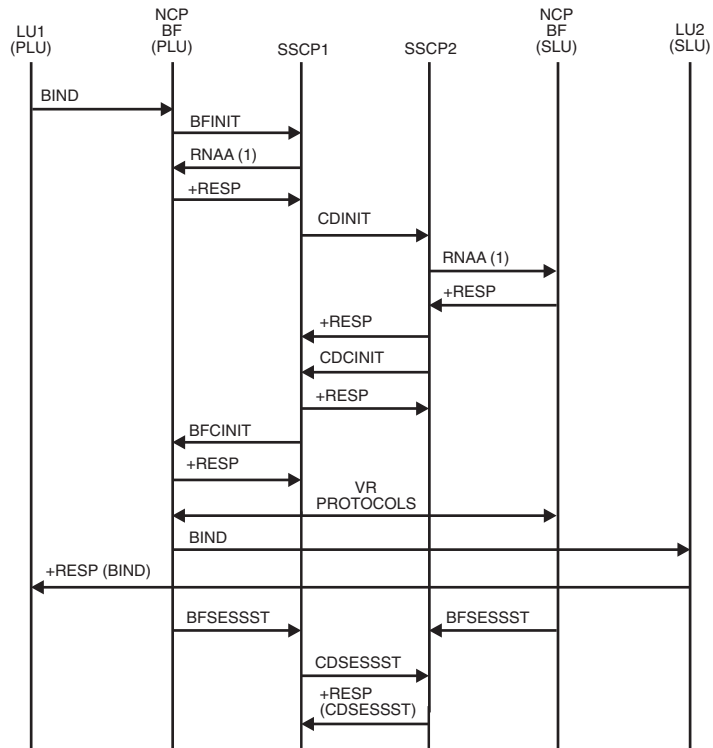 LU1
(PLU)
NCP
BF
(PLU)
SSCP1
SSCP2
NCP
BF
(SLU)
LU2
(SLU)
BIND
BFINIT
RNAA (1)
+RESP
CDINIT
RNAA (1)
+RESP
+RESP
CDCINIT
+RESP
BFCINIT
+RESP
VR
PROTOCOLS
BIND
+RESP (BIND)
BFSESSST
BFSESSST
CDSESSST
+RESP
(CDSESSST)